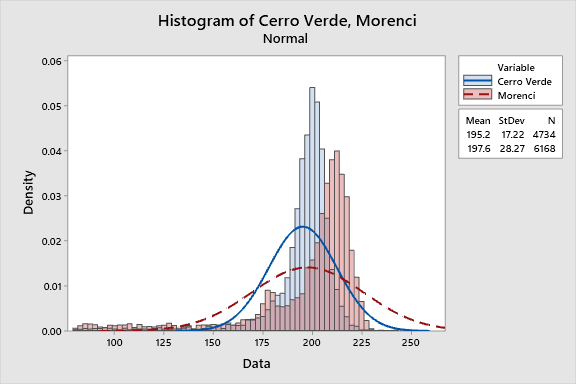 Histogram of Cerro Verde, Morenci
Normal
0.06
0.05
0.04
0.03
0.02
0.01
0.00
Density
100
125
150
175
200
225
250
Data
Variable
Cerro Verde
Morenci
Mean StDev N
195.2 17.22 4734
197.6 28.27 6168